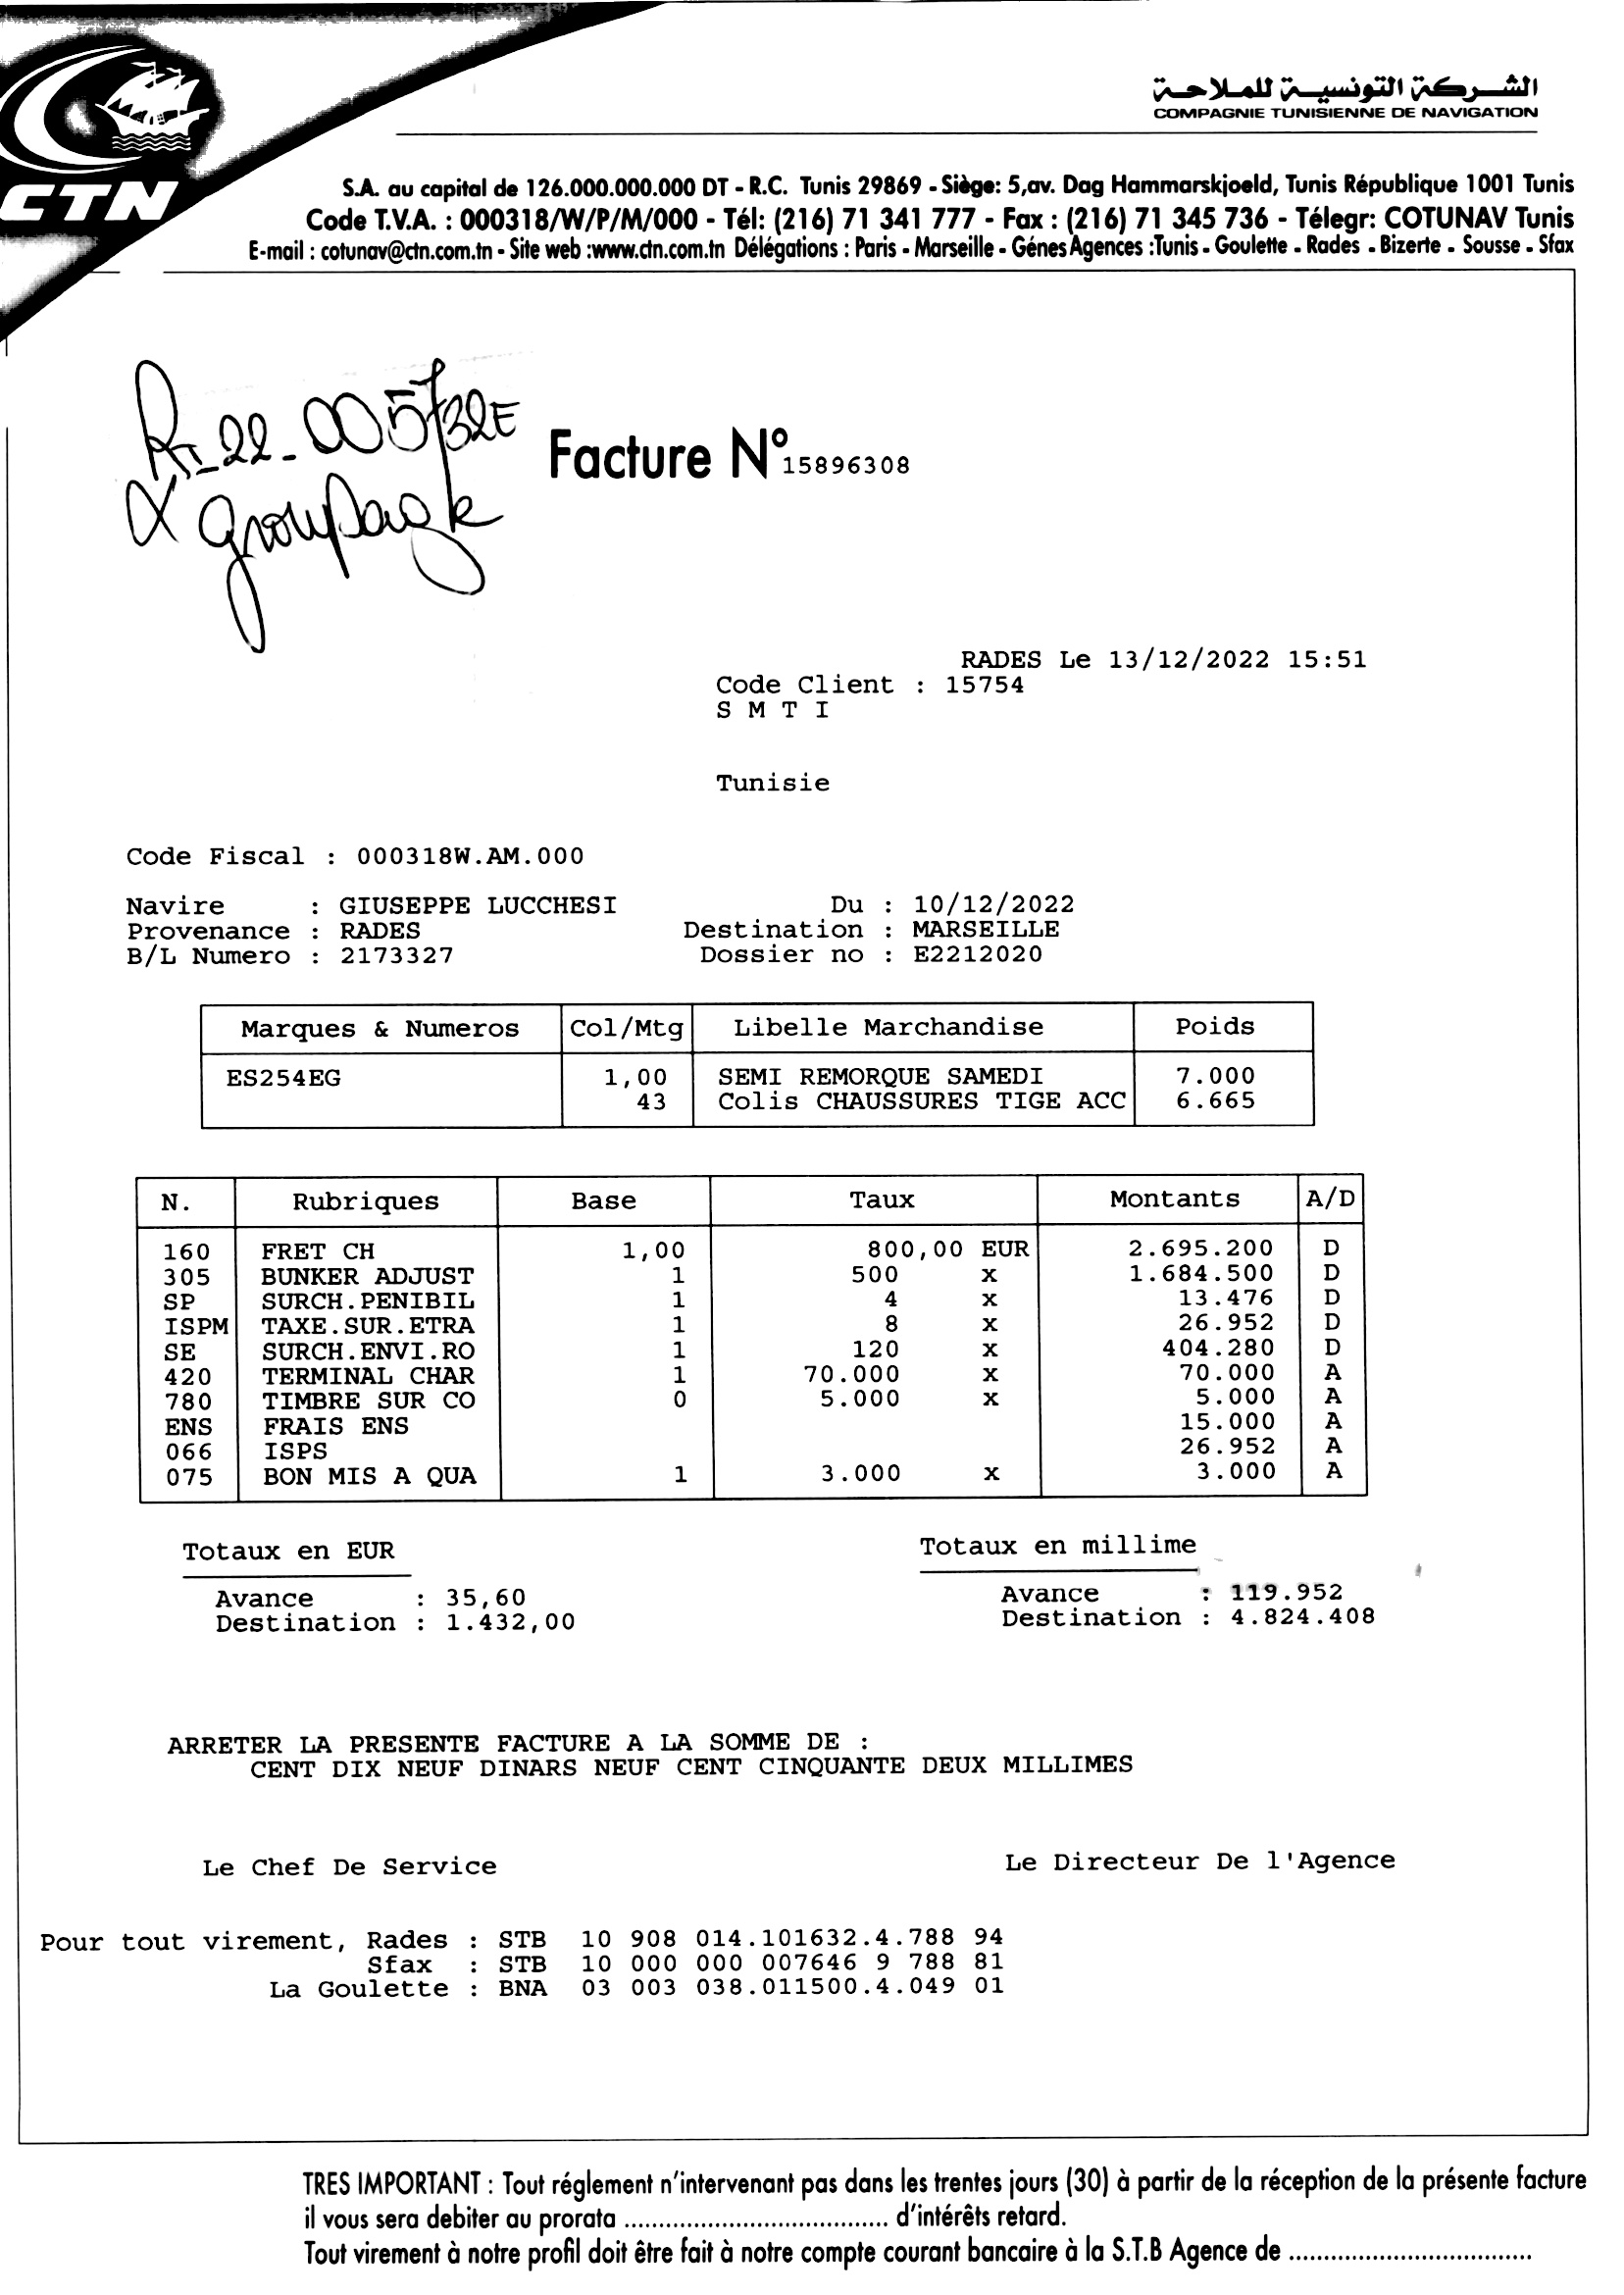 الشركة التونسية للملاحة
COMPAGNIE TUNISIENNE DE NAVIGATION
CTN
S.A. au capital de 126.000.000.000 DT - R.C. Tunis 29869 - Siège: 5,av. Dag Hammarskjoeld, Tunis République 1001 Tunis
Code T.V.A. : 000318/W/P/M/000 - Tél: (216) 71 341 777 - Fax : (216) 71 345 736 - Télegr: COTUNAV Tunis
E-mail : cotunav@ctn.com.tn - Site web :www.ctn.com.tn Délégations : Paris - Marseille - Génes Agences :Tunis - Goulette - Rades - Bizerte - Sousse - Sfax
22-005732E
groupage
Facture N° 15896308
RADES Le 13/12/2022 15:51
Code Client : 15754
S M T I
Tunisie
Code Fiscal : 000318W.AM.000
Navire : GIUSEPPE LUCCHESI Du : 10/12/2022
Provenance : RADES Destination : MARSEILLE
B/L Numero : 2173327 Dossier no : E2212020
Marques & Numeros Col/Mtg Libelle Marchandise Poids
ES254EG 1,00 SEMI REMORQUE SAMEDI 7.000
43 Colis CHAUSSURES TIGE ACC 6.665
N. Rubriques Base Taux Montants A/D
160 FRET CH 1,00 800,00 EUR 2.695.200 D
305 BUNKER ADJUST 1 500 x 1.684.500 D
SP SURCH.PENIBIL 1 4 x 13.476 D
ISPM TAXE.SUR.ETRA 1 8 x 26.952 D
SE SURCH.ENVI.RO 1 120 x 404.280 D
420 TERMINAL CHAR 1 70.000 x 70.000 A
780 TIMBRE SUR CO 0 5.000 x 5.000 A
ENS FRAIS ENS 15.000 A
066 ISPS 26.952 A
075 BON MIS A QUA 1 3.000 x 3.000 A
Totaux en EUR Totaux en millime
Avance : 35,60 Avance : 119.952
Destination : 1.432,00 Destination : 4.824.408
ARRETER LA PRESENTE FACTURE A LA SOMME DE :
CENT DIX NEUF DINARS NEUF CENT CINQUANTE DEUX MILLIMES
Le Chef De Service Le Directeur De l'Agence
Pour tout virement, Rades : STB 10 908 014.101632.4.788 94
Sfax : STB 10 000 000 007646 9 788 81
La Goulette : BNA 03 003 038.011500.4.049 01
TRES IMPORTANT : Tout réglement n'intervenant pas dans les trentes jours (30) à partir de la réception de la présente facture
il vous sera debiter au prorata .................................... d'intérêts retard.
Tout virement à notre profil doit être fait à notre compte courant bancaire à la S.T.B Agence de .................................